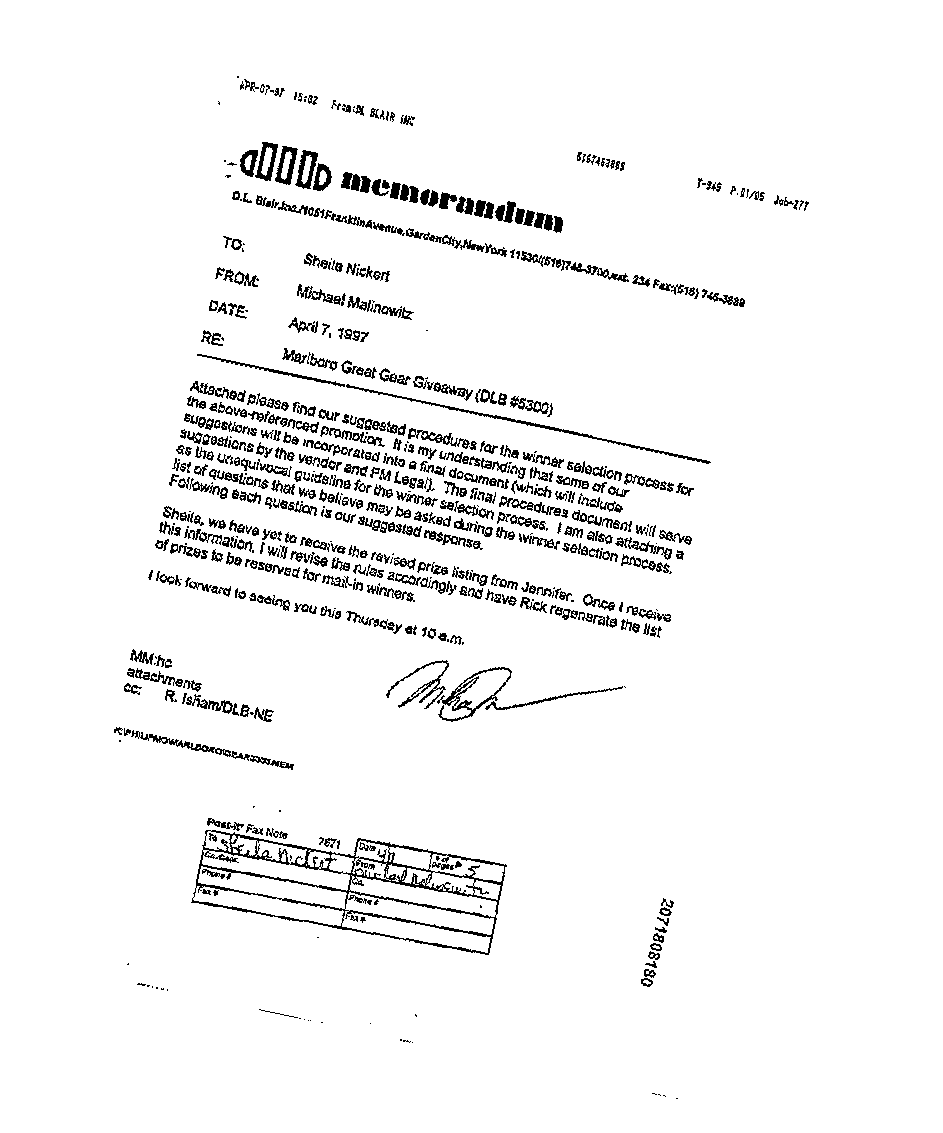 APR-07-97 15:02 From:DL BLAIR INC
5167463889
T-946 P.01/05 Job-277
memorandum
D.L. Blair,Inc./1051FranklinAvenue,GardenCity,NewYork 11530/(516)746-3700,ext. 234 Fax:(516) 746-3889
TO: Sheila Nickerf
FROM: Michael Malinowitz
DATE: April 7, 1997
RE: Marlboro Great Gear Giveaway (DLB #5300)
Attached please find our suggested procedures for the winner selection process for
the above-referenced promotion. It is my understanding that some of our
suggestions will be incorporated into a final document (which will include
suggestions by the vendor and PM Legal). The final procedures document will serve
as the unequivocal guideline for the winner selection process. I am also attaching a
list of questions that we believe may be asked during the winner selection process.
Following each question is our suggested response.
Sheila, we have yet to receive the revised prize listing from Jennifer. Once I receive
this information, I will revise the rules accordingly and have Rick regenerate the list
of prizes to be reserved for mail-in winners.
I look forward to seeing you this Thursday at 10 a.m.
MM:hc
attachments
cc: R. Isham/DLB-NE
Post-it® Fax Note 7671
To Sheila Nickerf
Date 4/7
# of pages ▶ 5
From Michael Malinowitz
Co./Dept.
Co.
Phone #
Phone #
Fax #
Fax #
2071808180